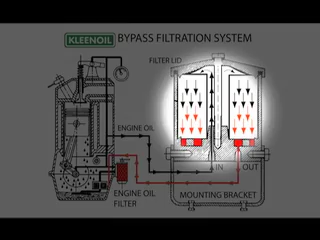 KLEENOIL BYPASS FILTRATION SYSTEM
FILTER LID
ENGINE OIL
IN
OUT
ENGINE OIL
FILTER
MOUNTING BRACKET